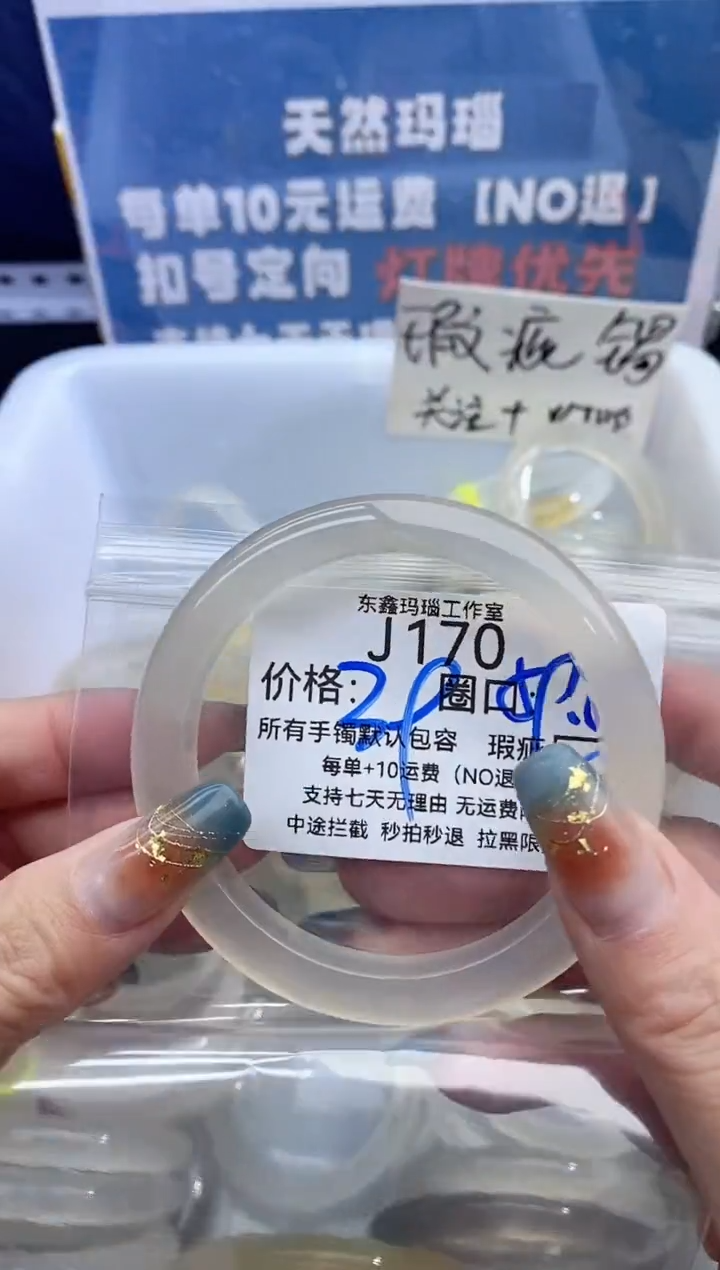 天然玛瑙
每单10元运费【NO退】
扣号定向 灯牌优先
瑕疵镯
关注+
东鑫玛瑙工作室
J170
价格: 圈口:
所有手镯默认包容 瑕疵
每单+10运费（NO退
支持七天无理由 无运费
中途拦截 秒拍秒退 拉黑限